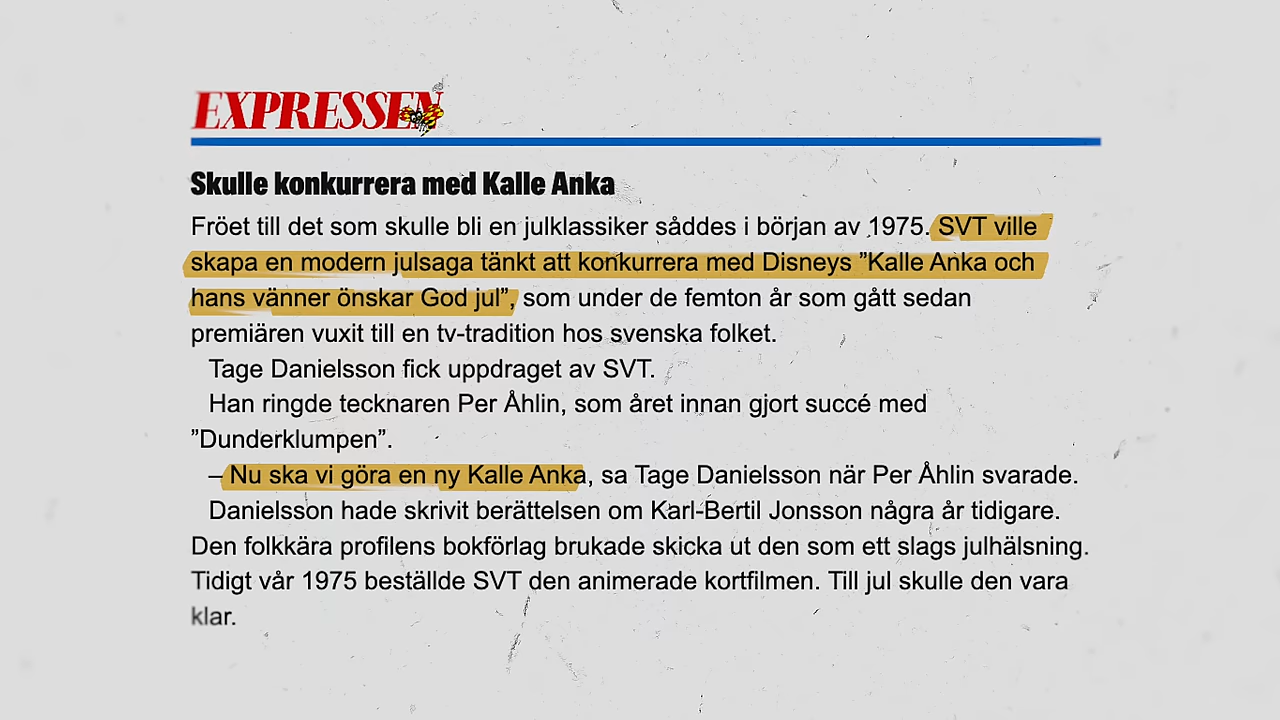 EXPRESSEN
Skulle konkurrera med Kalle Anka
Fröet till det som skulle bli en julklassiker såddes i början av 1975. SVT ville
skapa en modern julsaga tänkt att konkurrera med Disneys ”Kalle Anka och
hans vänner önskar God jul”, som under de femton år som gått sedan
premiären vuxit till en tv-tradition hos svenska folket.
Tage Danielsson fick uppdraget av SVT.
Han ringde tecknaren Per Åhlin, som året innan gjort succé med
”Dunderklumpen”.
– Nu ska vi göra en ny Kalle Anka, sa Tage Danielsson när Per Åhlin svarade.
Danielsson hade skrivit berättelsen om Karl-Bertil Jonsson några år tidigare.
Den folkkära profilens bokförlag brukade skicka ut den som ett slags julhälsning.
Tidigt vår 1975 beställde SVT den animerade kortfilmen. Till jul skulle den vara
klar.